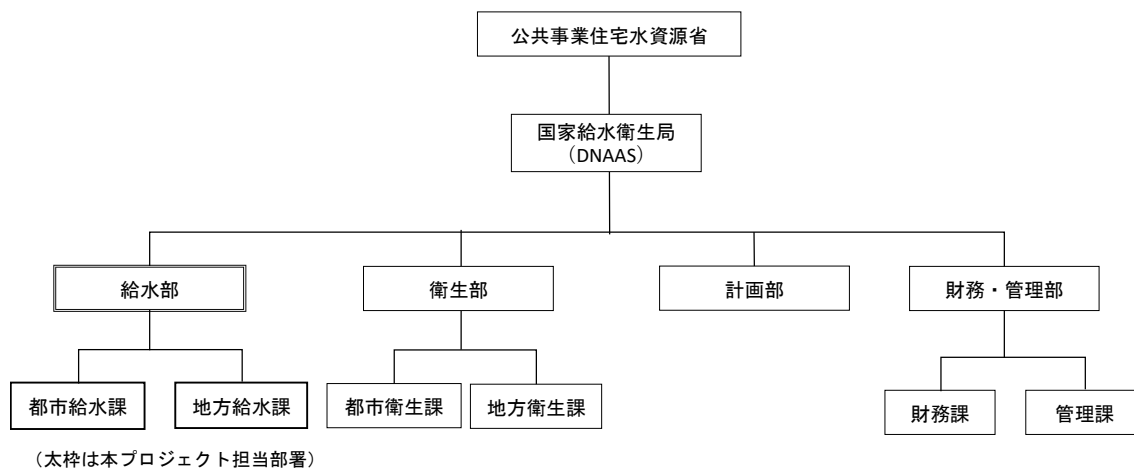 公共事業住宅水資源省
国家給水衛生局
（DNAAS）
給水部
衛生部
計画部
財務・管理部
都市給水課
地方給水課
都市衛生課
地方衛生課
財務課
管理課
（太枠は本プロジェクト担当部署）